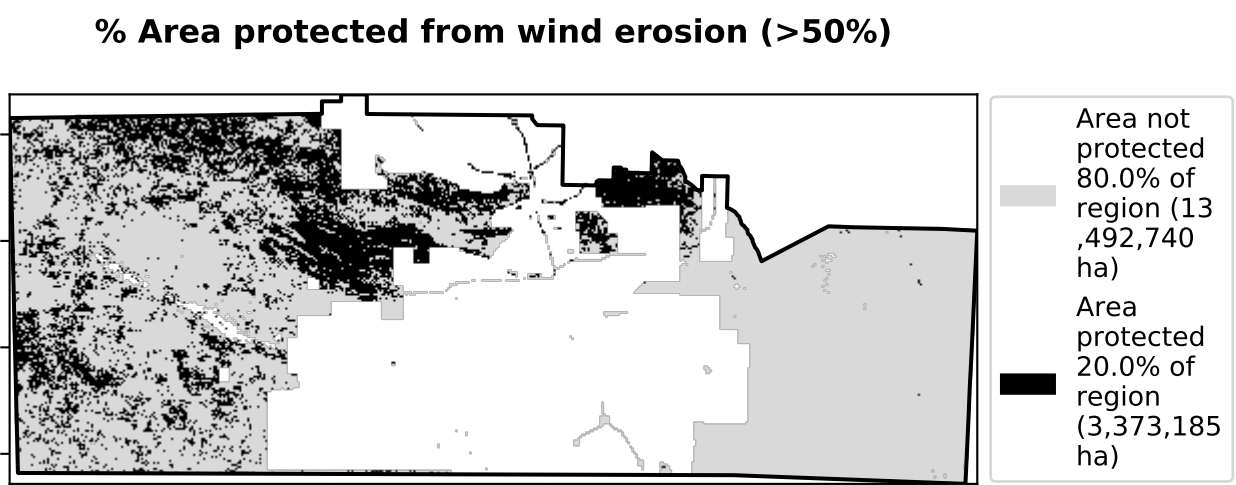 % Area protected from wind erosion (>50%)
Area not
protected
80.0% of
region (13
,492,740
ha)
Area
protected
20.0% of
region
(3,373,185
ha)